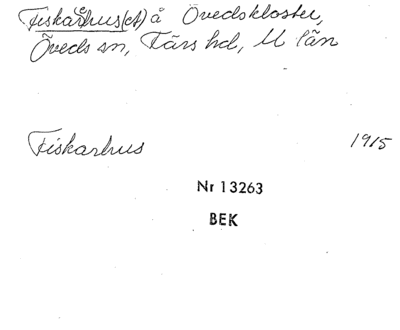 Fiskarhus(et) å Övedskloster,
Öveds sn, Färs hd, M län
Fiskarhus 1915
Nr 13263
BEK